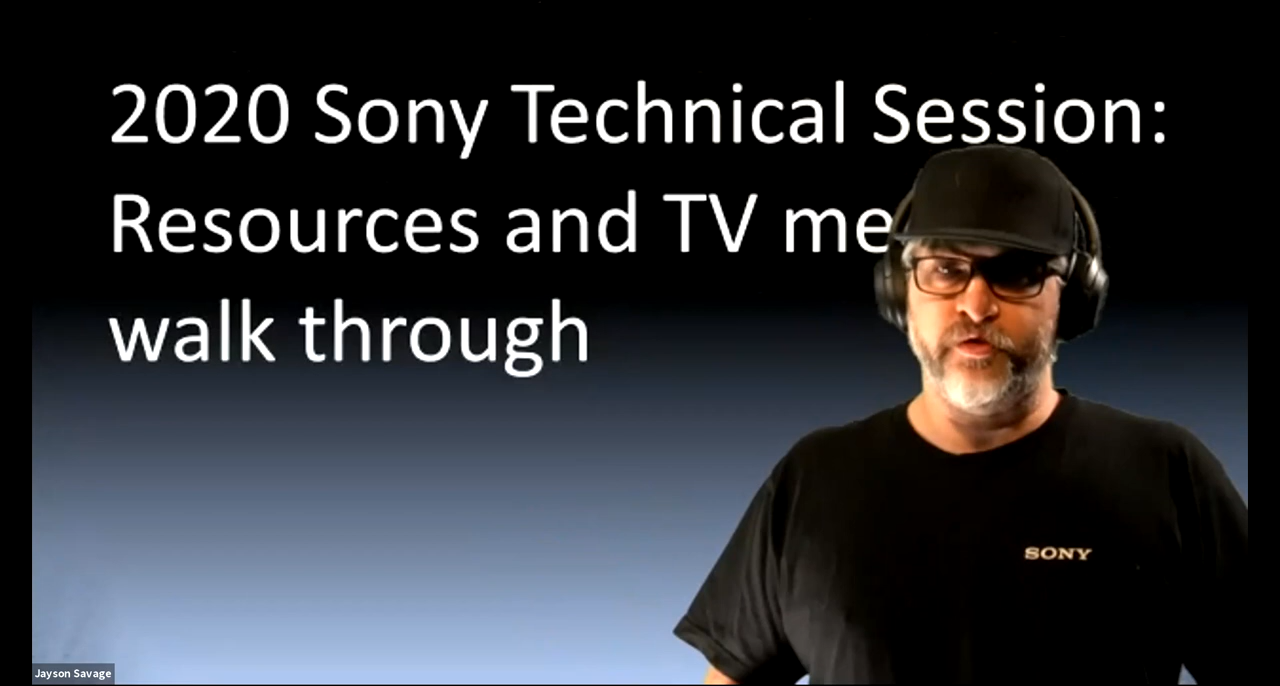 2020 Sony Technical Session:
Resources and TV me
walk through
SONY
Jayson Savage